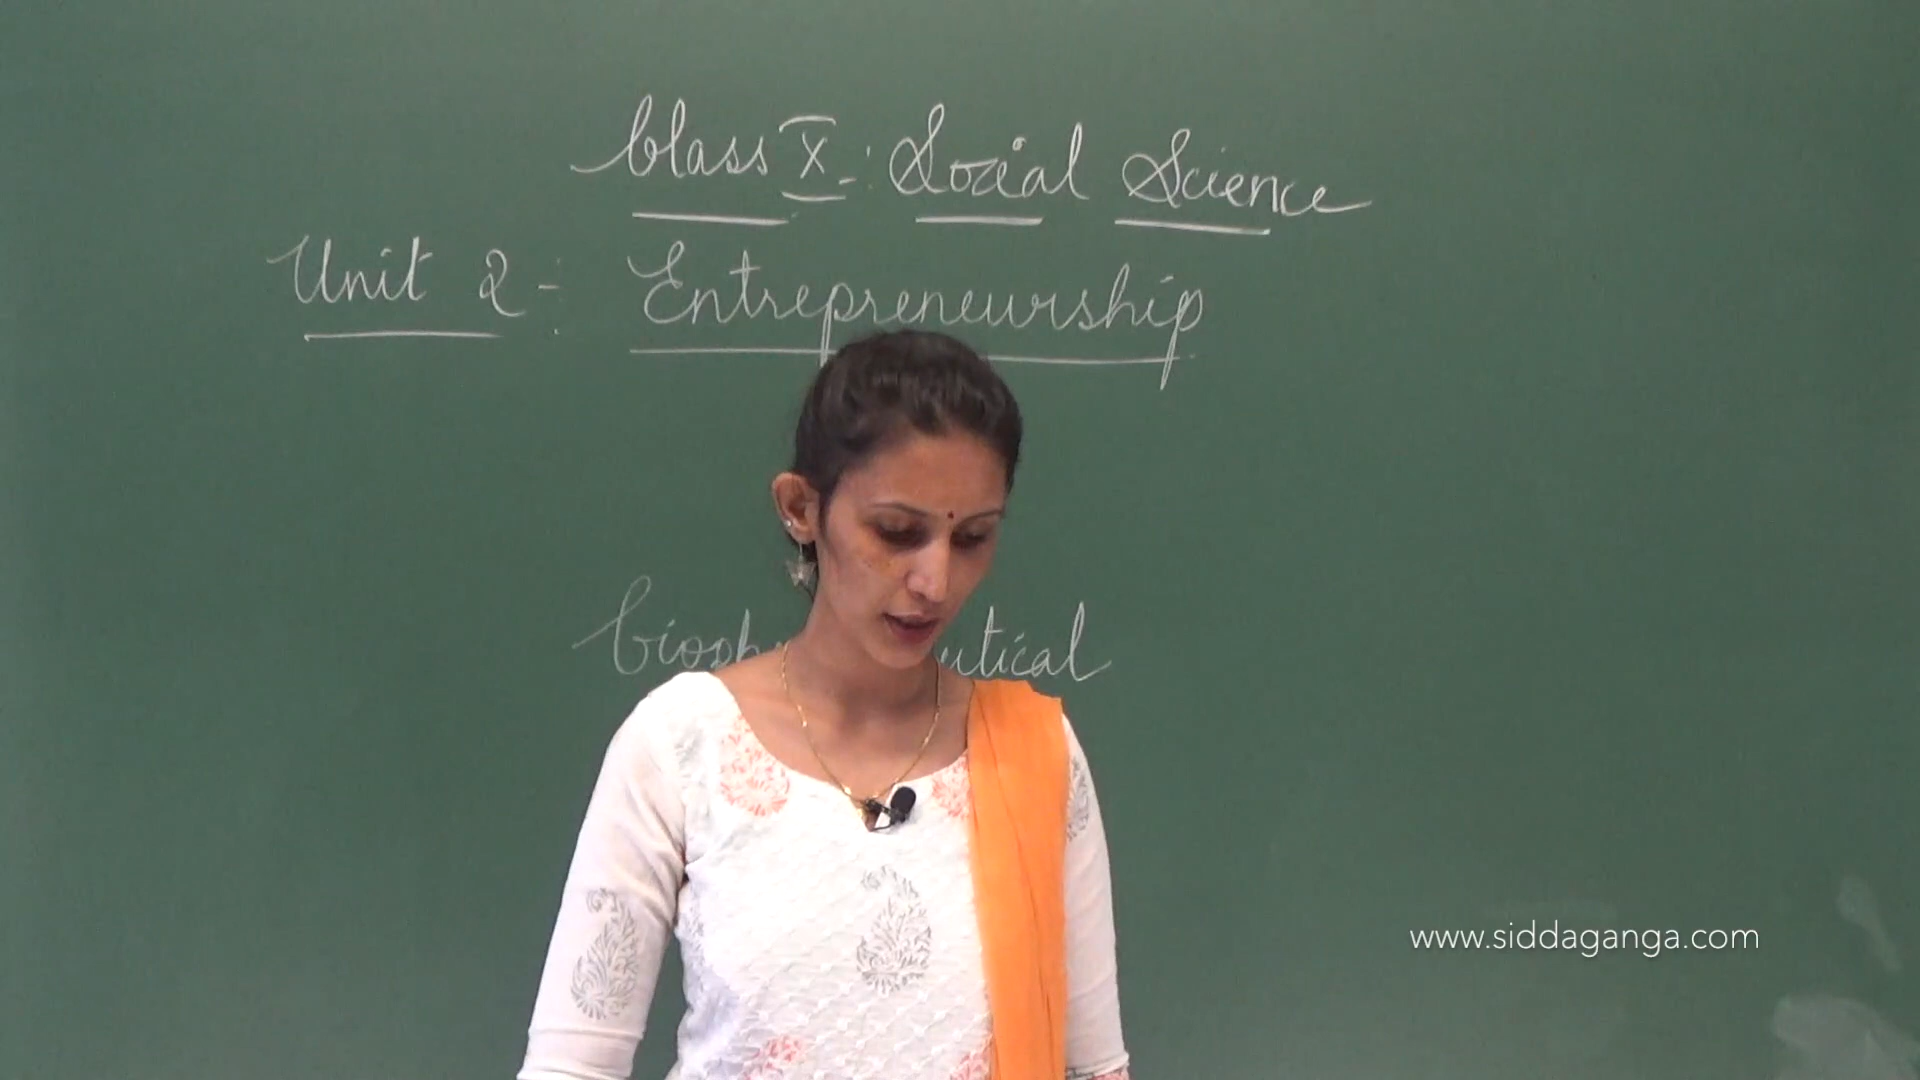 Class X : Social Science
Unit 2 : Entrepreneurship
www.siddaganga.com